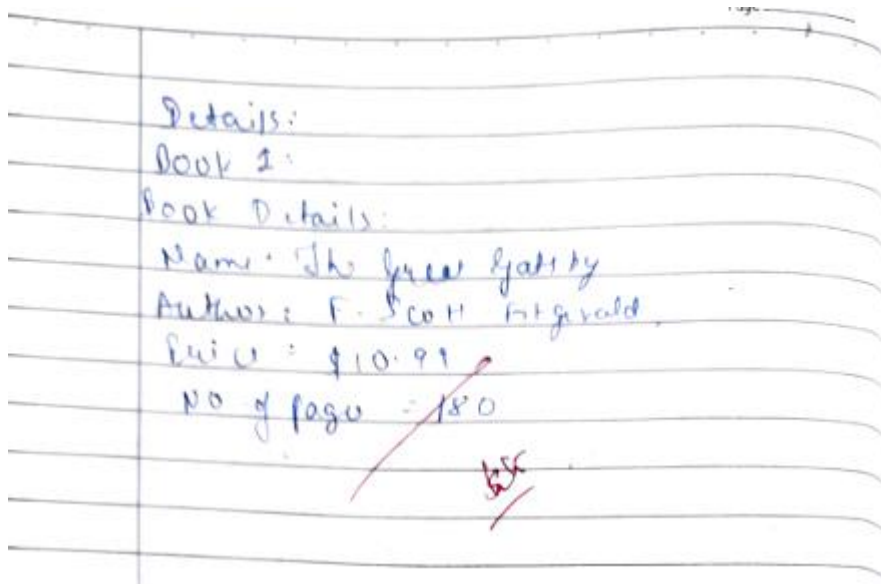 Page
Details:
Book 1:
Book Details:
Name: The Great Gatsby
Author: F. Scott Fitzgerald
Price: $10.99
No of pages: 180